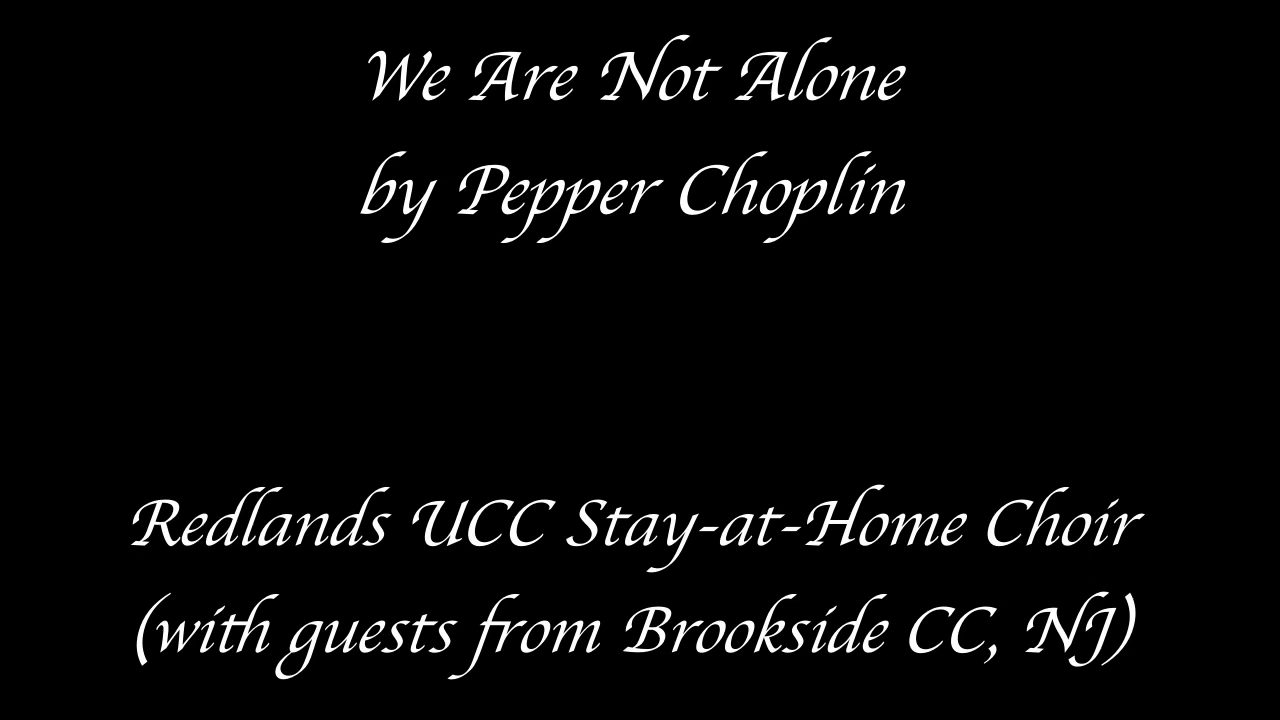 We Are Not Alone
by Pepper Choplin
Redlands UCC Stay-at-Home Choir
(with guests from Brookside CC, NJ)